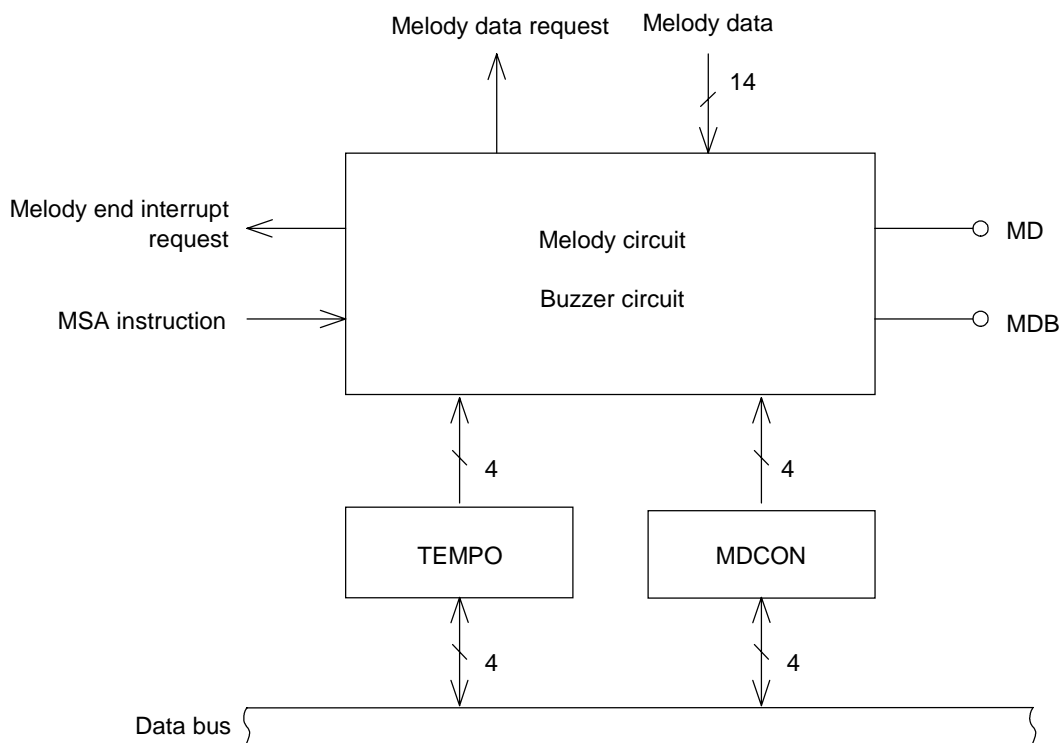 Melody data request
Melody data
14
Melody end interrupt
request
Melody circuit
MD
Buzzer circuit
MSA instruction
MDB
4
4
TEMPO
MDCON
4
4
Data bus